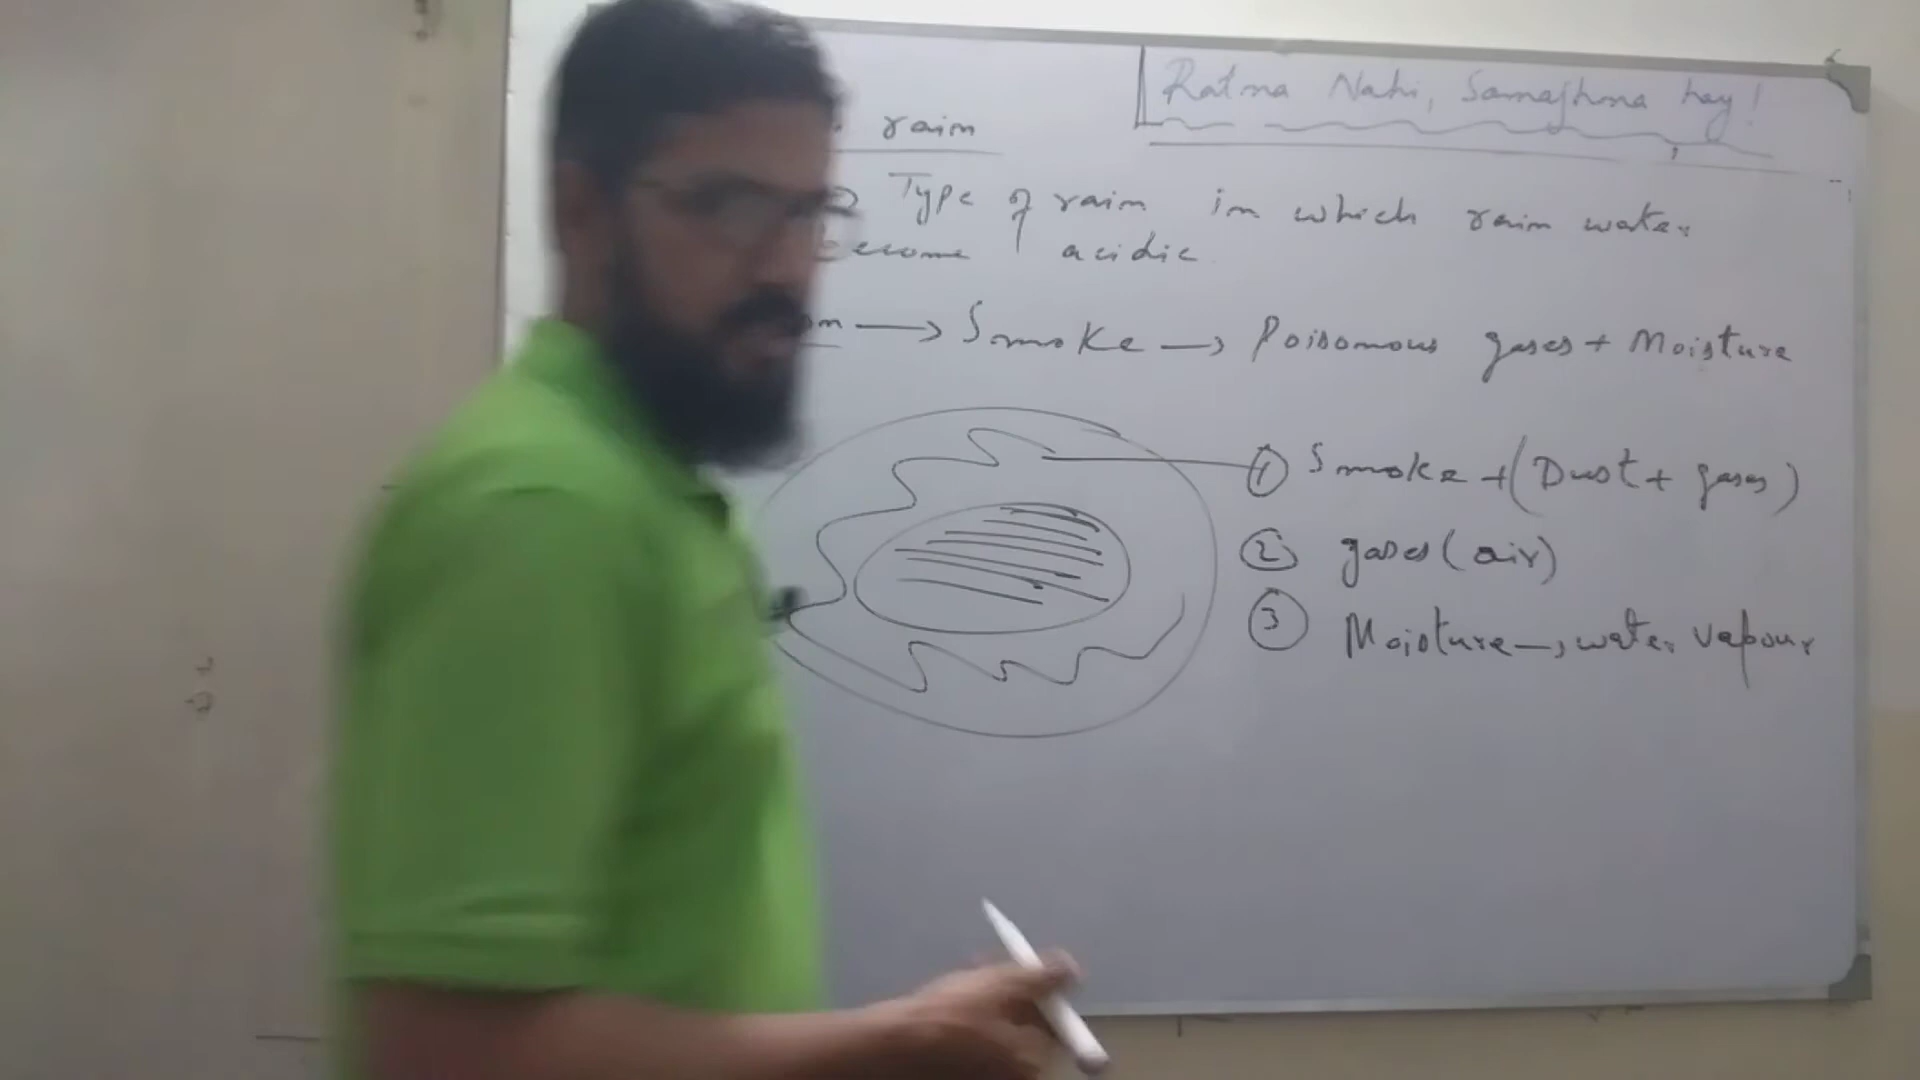 Ratna Nahi, Samajhna hay!
rain
Type of rain in which rain water
become acidic
→ Smoke → Poisonous gases + Moisture
① Smoke + (Dust + gases)
② gases (air)
③ Moisture → water vapour